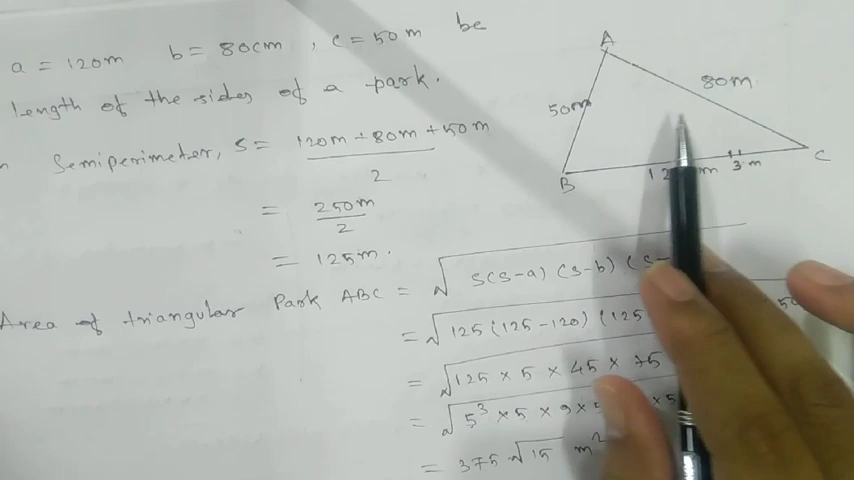 a = 120m b = 80cm , c = 50m be
length of the sides of a park.
Semiperimeter, S = 120m + 80m + 50m
2
= 250m
2
= 125m.
Area of triangular Park ABC = √ S(S-a) (S-b) (S-
= √ 125 (125-120) (125
= √ 125 × 5 × 45 × 75
= √ 5³ × 5 × 9 ×
= 375 √15 m²
A
50m 80m
B C
3 m